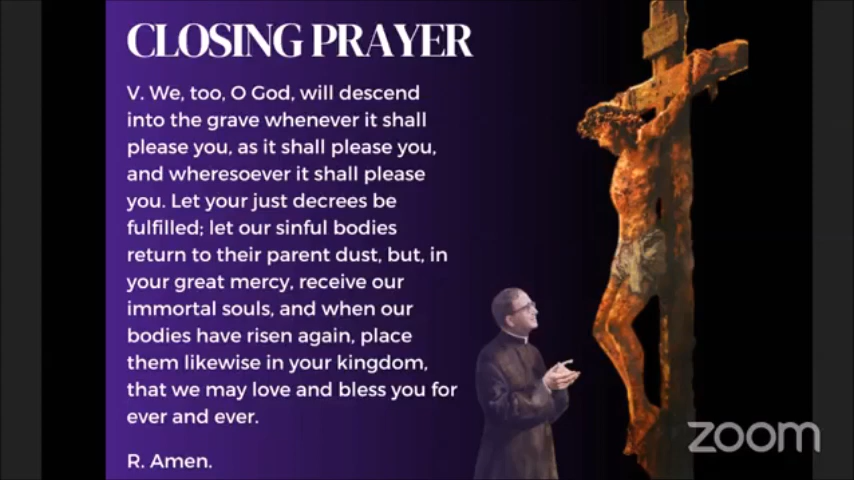 CLOSING PRAYER
V. We, too, O God, will descend
into the grave whenever it shall
please you, as it shall please you,
and wheresoever it shall please
you. Let your just decrees be
fulfilled; let our sinful bodies
return to their parent dust, but, in
your great mercy, receive our
immortal souls, and when our
bodies have risen again, place
them likewise in your kingdom,
that we may love and bless you for
ever and ever.
R. Amen.
zoom